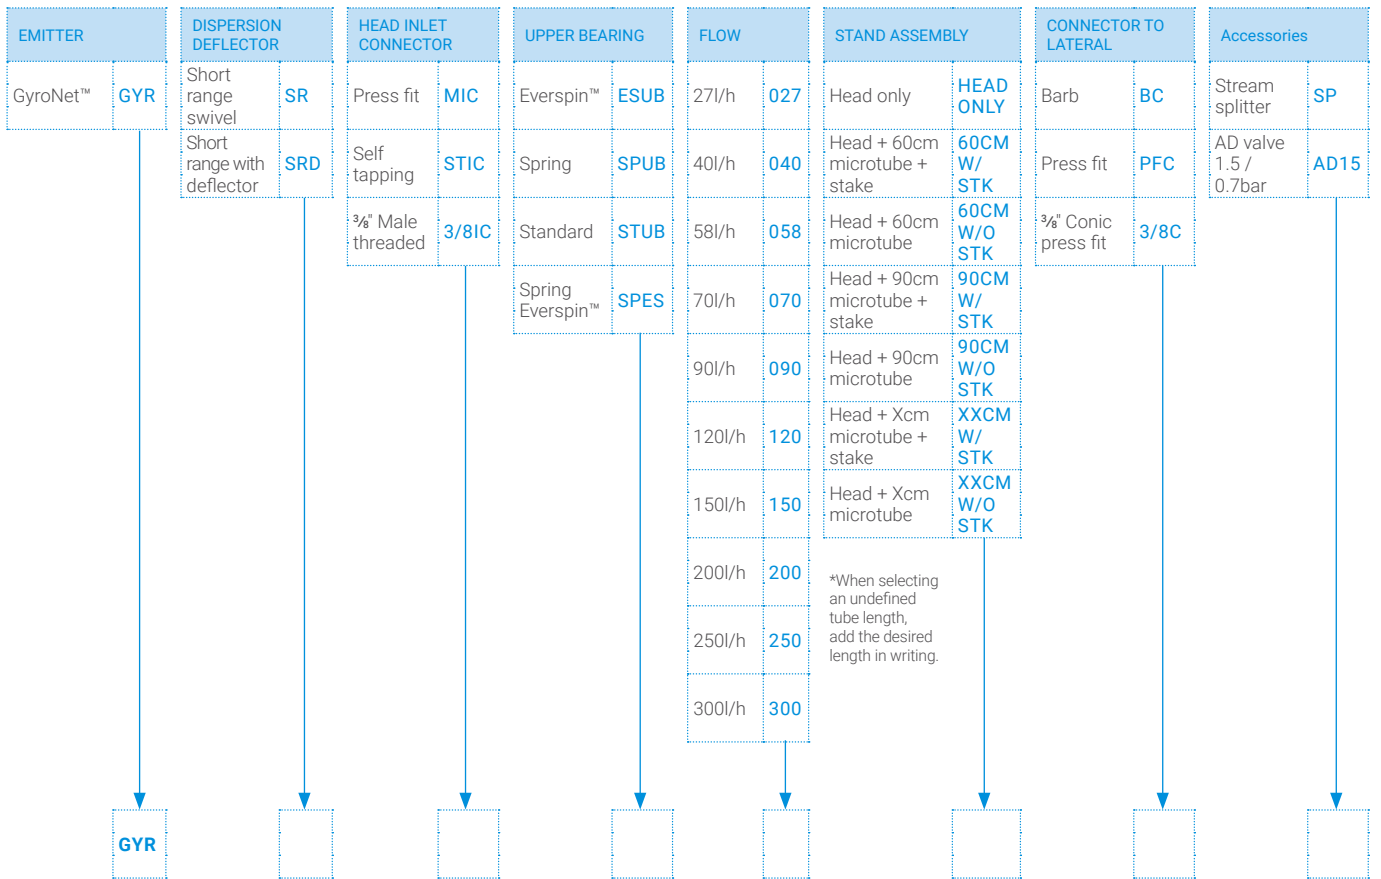 EMITTER
GyroNet™ GYR
DISPERSION
DEFLECTOR
Short
range
swivel
SR
Short
range with
deflector
SRD
HEAD INLET
CONNECTOR
Press fit MIC
Self
tapping
STIC
⅜" Male
threaded
3/8IC
UPPER BEARING
Everspin™ ESUB
Spring SPUB
Standard STUB
Spring
Everspin™
SPES
FLOW
27l/h 027
40l/h 040
58l/h 058
70l/h 070
90l/h 090
120l/h 120
150l/h 150
200l/h 200
250l/h 250
300l/h 300
STAND ASSEMBLY
Head only
HEAD
ONLY
Head + 60cm
microtube +
stake
60CM
W/
STK
Head + 60cm
microtube
60CM
W/O
STK
Head + 90cm
microtube +
stake
90CM
W/
STK
Head + 90cm
microtube
90CM
W/O
STK
Head + Xcm
microtube +
stake
XXCM
W/
STK
Head + Xcm
microtube
XXCM
W/O
STK
*When selecting
an undefined
tube length,
add the desired
length in writing.
CONNECTOR TO
LATERAL
Barb BC
Press fit PFC
⅜" Conic
press fit
3/8C
Accessories
Stream
splitter
SP
AD valve
1.5 /
0.7bar
AD15
GYR